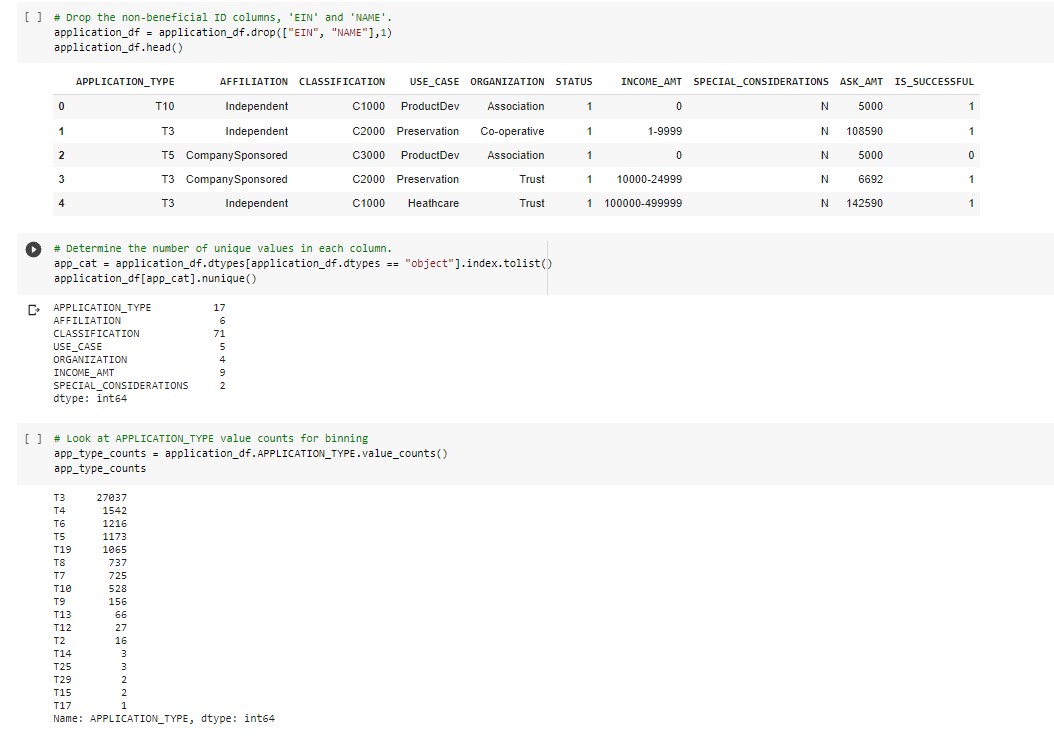 [ ] # Drop the non-beneficial ID columns, 'EIN' and 'NAME'.
application_df = application_df.drop(["EIN", "NAME"],1)
application_df.head()
APPLICATION_TYPE AFFILIATION CLASSIFICATION USE_CASE ORGANIZATION STATUS INCOME_AMT SPECIAL_CONSIDERATIONS ASK_AMT IS_SUCCESSFUL
0 T10 Independent C1000 ProductDev Association 1 0 N 5000 1
1 T3 Independent C2000 Preservation Co-operative 1 1-9999 N 108590 1
2 T5 CompanySponsored C3000 ProductDev Association 1 0 N 5000 0
3 T3 CompanySponsored C2000 Preservation Trust 1 10000-24999 N 6692 1
4 T3 Independent C1000 Heathcare Trust 1 100000-499999 N 142590 1
# Determine the number of unique values in each column.
app_cat = application_df.dtypes[application_df.dtypes == "object"].index.tolist()
application_df[app_cat].nunique()
APPLICATION_TYPE 17
AFFILIATION 6
CLASSIFICATION 71
USE_CASE 5
ORGANIZATION 4
INCOME_AMT 9
SPECIAL_CONSIDERATIONS 2
dtype: int64
[ ] # Look at APPLICATION_TYPE value counts for binning
app_type_counts = application_df.APPLICATION_TYPE.value_counts()
app_type_counts
T3 27037
T4 1542
T6 1216
T5 1173
T19 1065
T8 737
T7 725
T10 528
T9 156
T13 66
T12 27
T2 16
T14 3
T25 3
T29 2
T15 2
T17 1
Name: APPLICATION_TYPE, dtype: int64